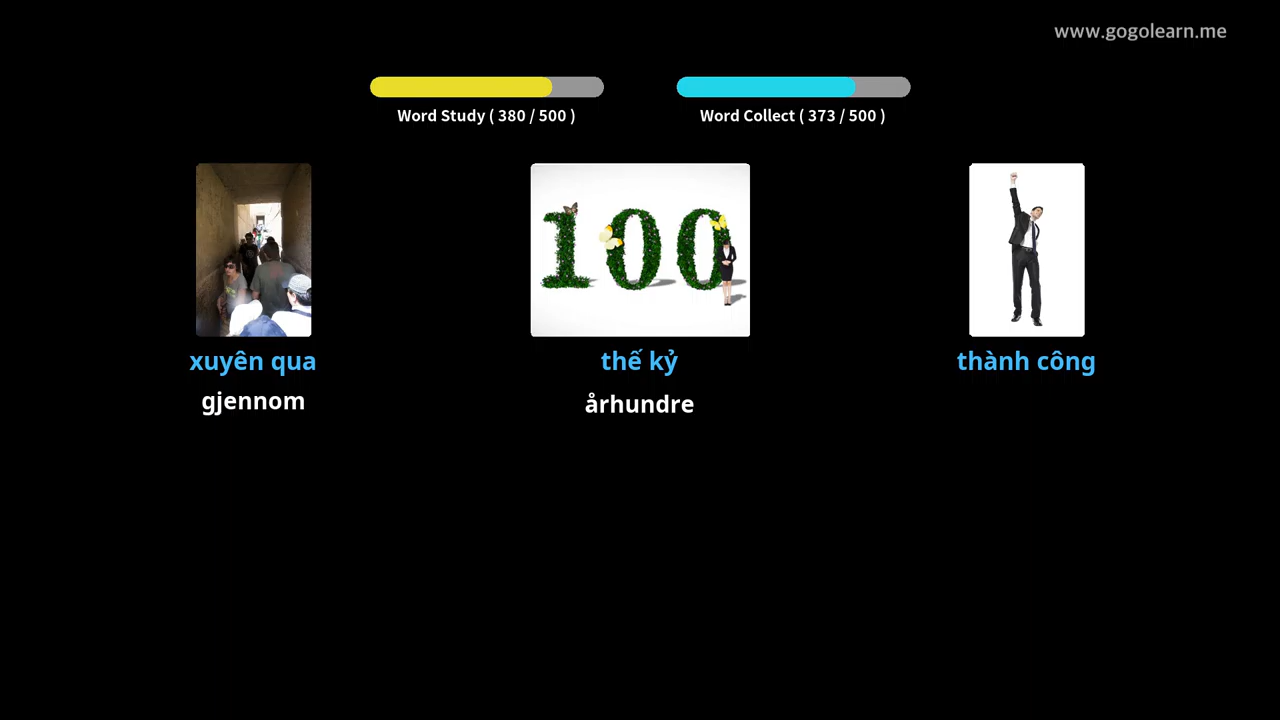 www.gogolearn.me
Word Study ( 380 / 500 )
Word Collect ( 373 / 500 )
100
xuyên qua
thế kỷ
thành công
gjennom
århundre